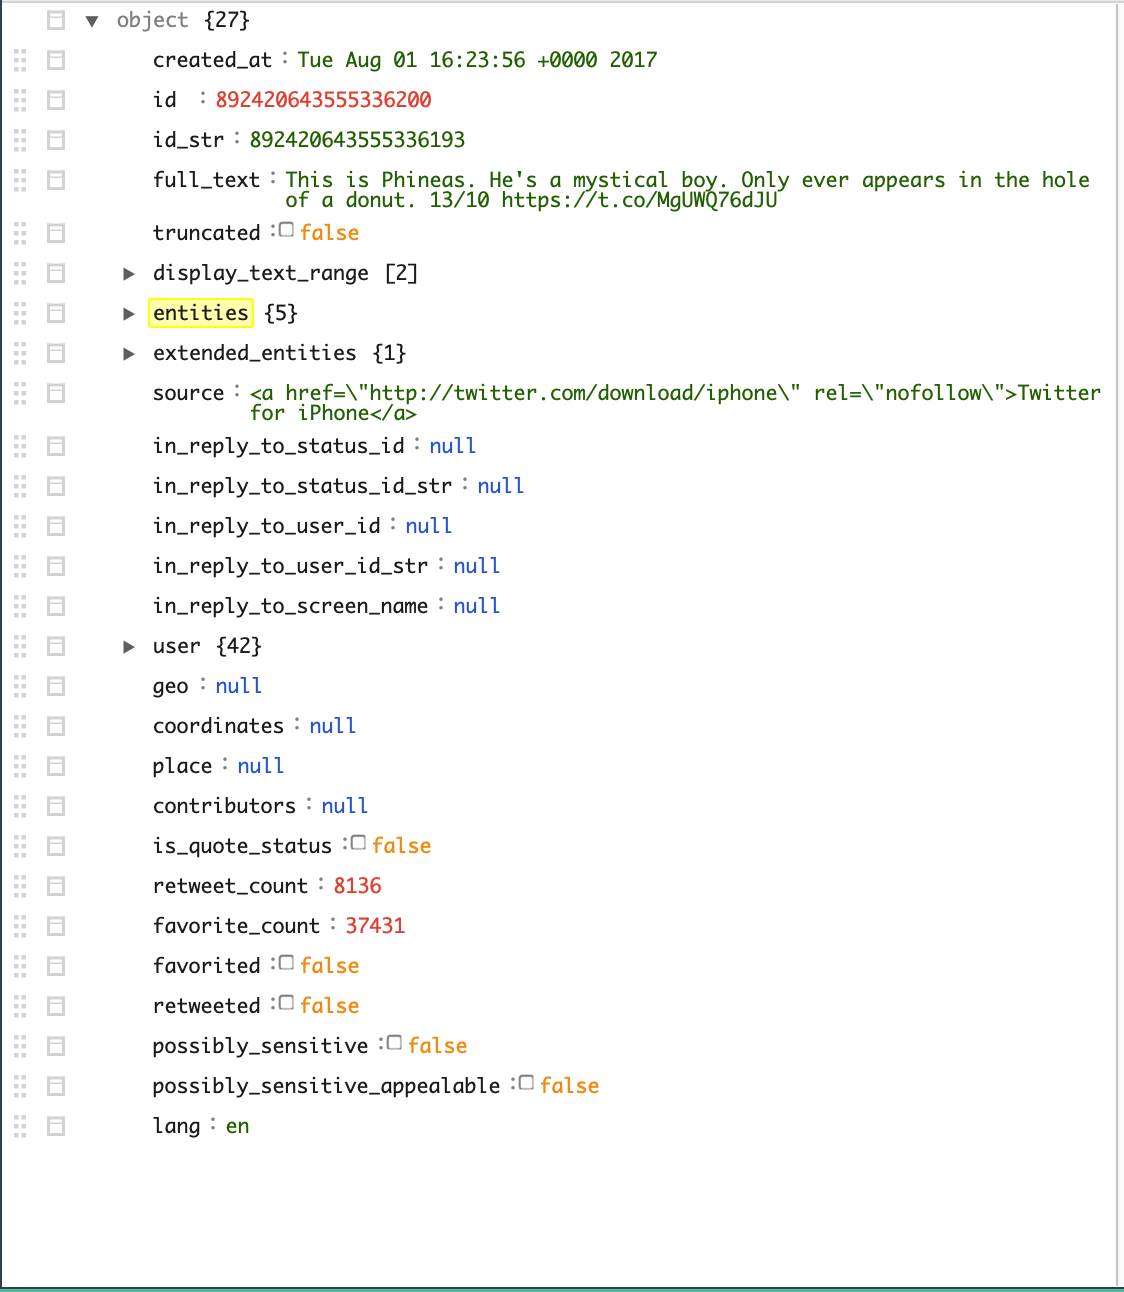 object {27}
created_at : Tue Aug 01 16:23:56 +0000 2017
id : 892420643555336200
id_str : 892420643555336193
full_text : This is Phineas. He's a mystical boy. Only ever appears in the hole
of a donut. 13/10 https://t.co/MgUWQ76dJU
truncated : false
display_text_range [2]
entities {5}
extended_entities {1}
source : <a href=\"http://twitter.com/download/iphone\" rel=\"nofollow\">Twitter
for iPhone</a>
in_reply_to_status_id : null
in_reply_to_status_id_str : null
in_reply_to_user_id : null
in_reply_to_user_id_str : null
in_reply_to_screen_name : null
user {42}
geo : null
coordinates : null
place : null
contributors : null
is_quote_status : false
retweet_count : 8136
favorite_count : 37431
favorited : false
retweeted : false
possibly_sensitive : false
possibly_sensitive_appealable : false
lang : en